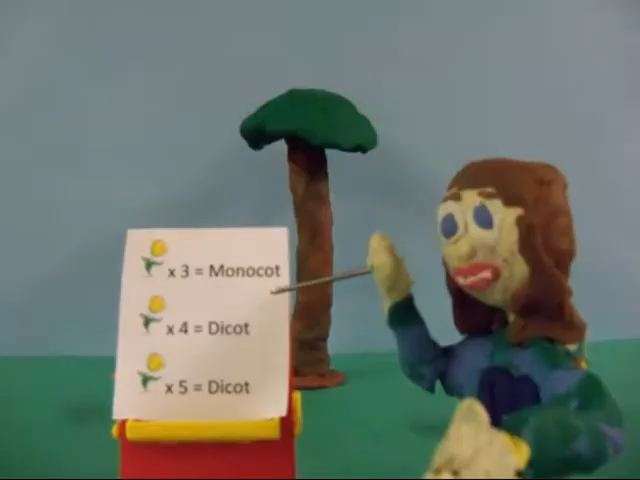 x 3 = Monocot
x 4 = Dicot
x 5 = Dicot